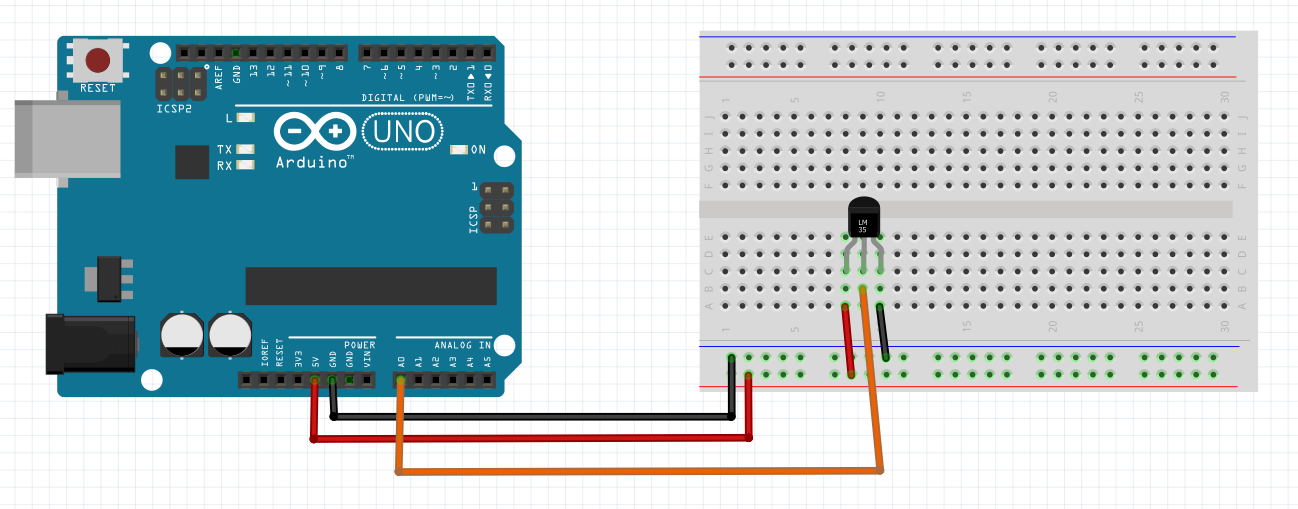 RESET
ICSP2
AREF
GND
13
12
~11
~10
~9
8
7
~6
~5
4
~3
2
TX0▶1
RX0◀0
DIGITAL (PWM=~)
L
TX
RX
Arduino™
UNO
ON
1
ICSP
POWER
ANALOG IN
IOREF
RESET
3V3
5V
GND
GND
VIN
A0
A1
A2
A3
A4
A5
1
5
10
15
20
25
30
J
I
H
G
F
J
I
H
G
F
LM
35
E
D
C
B
A
E
D
C
B
A
1
5
15
20
25
30